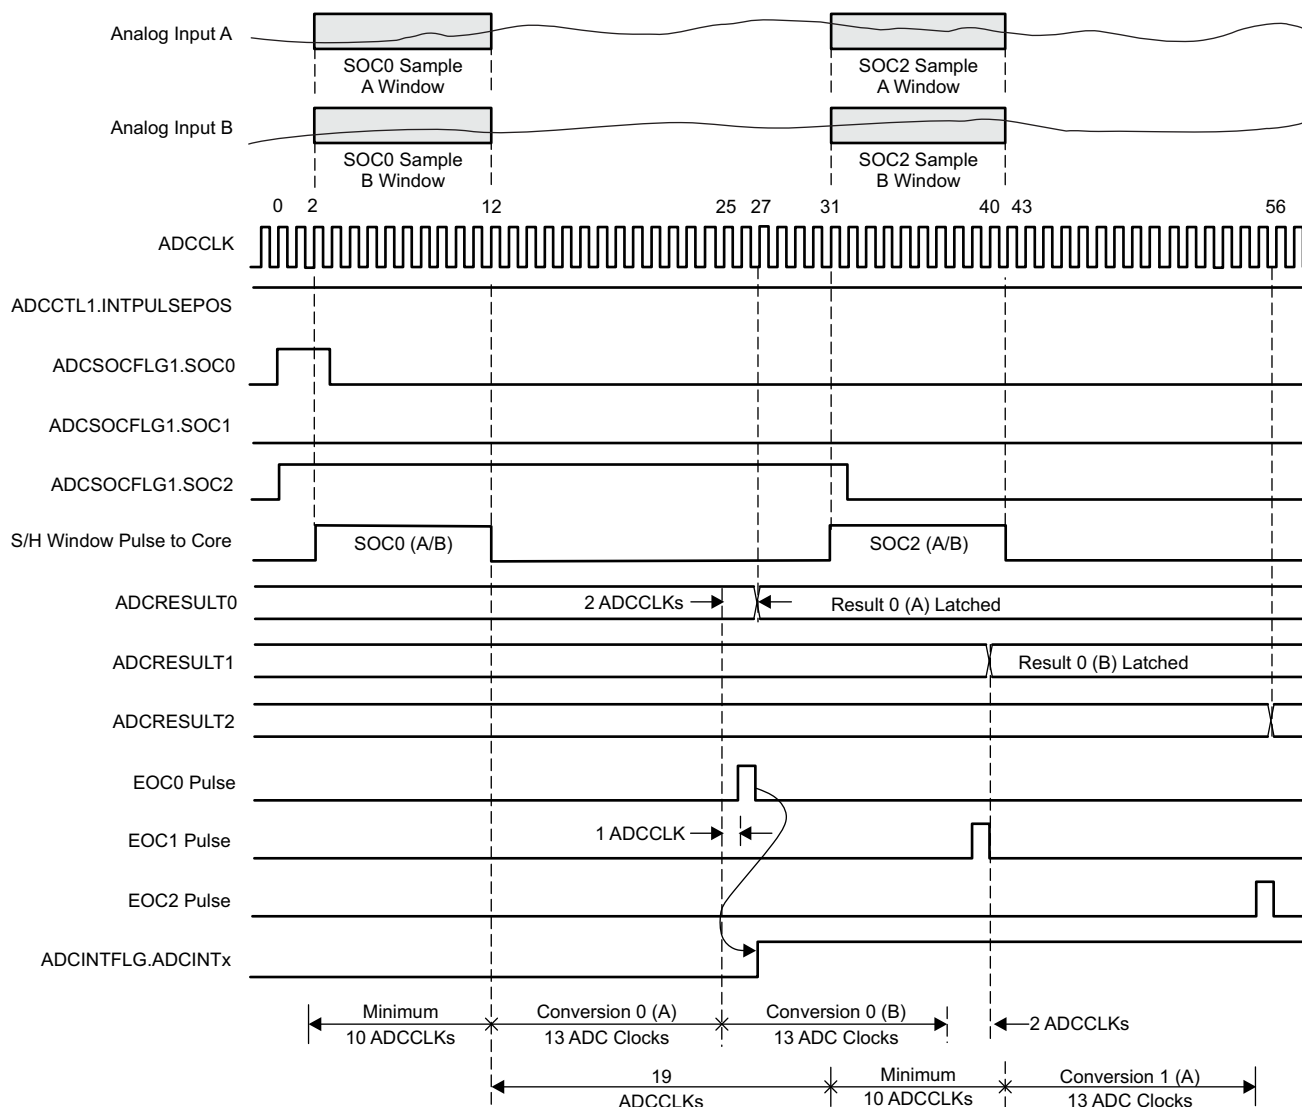 Analog Input A
SOC0 Sample
A Window
SOC2 Sample
A Window
Analog Input B
SOC0 Sample
B Window
SOC2 Sample
B Window
0 2 12 25 27 31 40 43 56
ADCCLK
ADCCTL1.INTPULSEPOS
ADCSOCFLG1.SOC0
ADCSOCFLG1.SOC1
ADCSOCFLG1.SOC2
S/H Window Pulse to Core
SOC0 (A/B)
SOC2 (A/B)
ADCRESULT0
2 ADCCLKs
Result 0 (A) Latched
ADCRESULT1
Result 0 (B) Latched
ADCRESULT2
EOC0 Pulse
EOC1 Pulse
1 ADCCLK
EOC2 Pulse
ADCINTFLG.ADCINTx
Minimum
10 ADCCLKs
Conversion 0 (A)
13 ADC Clocks
Conversion 0 (B)
13 ADC Clocks
2 ADCCLKs
19
ADCCLKs
Minimum
10 ADCCLKs
Conversion 1 (A)
13 ADC Clocks